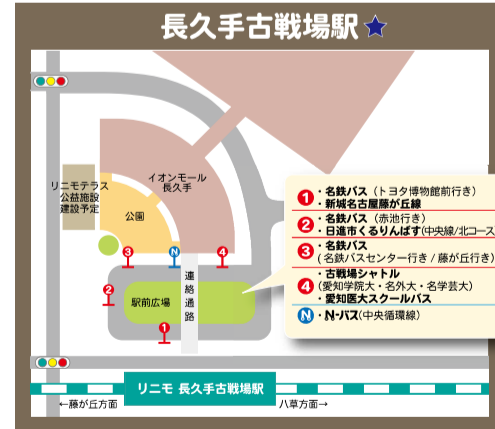 長久手古戦場駅
リニモテラス
公益施設
建設予定
イオンモール
長久手
公園
3
N
4
2
駅前広場
1
連絡通路
1 ・名鉄バス（トヨタ博物館前行き）
・新城名古屋藤が丘線
2 ・名鉄バス（赤池行き）
・日進市くるりんばす(中央線/北コース)
3 ・名鉄バス
(名鉄バスセンター行き / 藤が丘行き)
4 ・古戦場シャトル
(愛知学院大・名外大・名学芸大)
・愛知医大スクールバス
N ・N-バス(中央循環線)
リニモ 長久手古戦場駅
←藤が丘方面
八草方面→